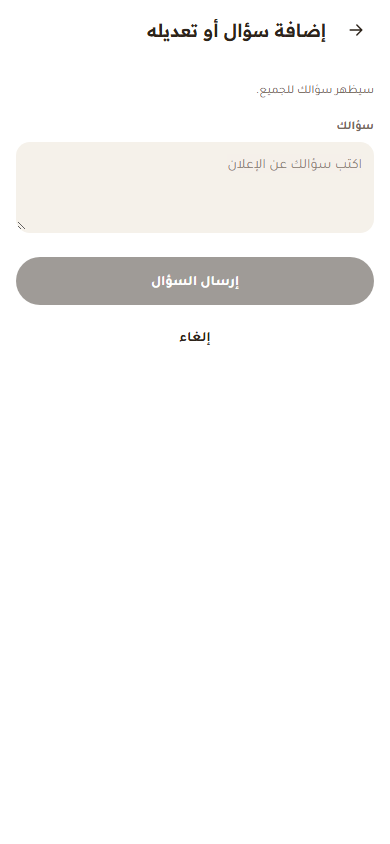 إضافة سؤال أو تعديله
سيظهر سؤالك للجميع.
سؤالك
اكتب سؤالك عن الإعلان
إرسال السؤال
إلغاء